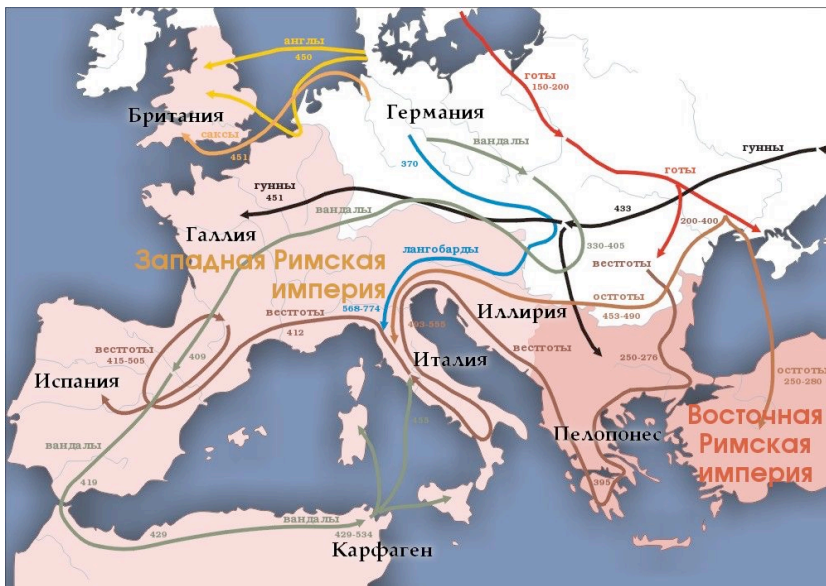 англы
450
готы
150-200
Британия
Германия
саксы
451
вандалы
370
гунны
готы
гунны
451
433
вандалы
200-400
Галлия
330-405
Западная Римская
империя
лангобарды
вестготы
568-774
остготы
453-490
Иллирия
вестготы
412
493-555
вестготы
415-505
409
Италия
вестготы
250-276
остготы
250-280
Испания
Восточная
Римская
империя
455
Пелопонес
вандалы
419
395
вандалы
429
429-534
Карфаген